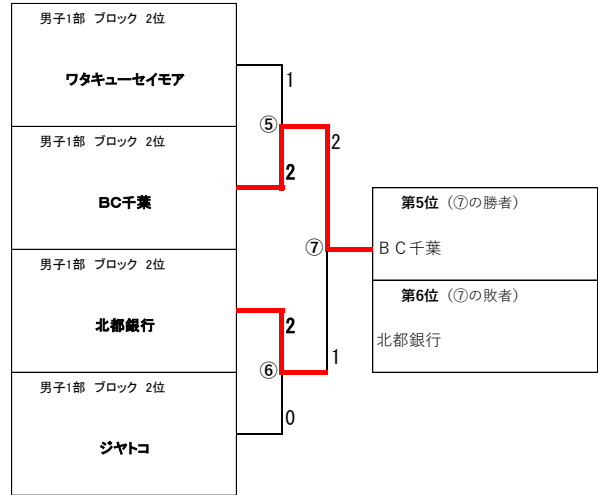 男子1部 ブロック 2位
ワタキューセイモア
1
⑤
2
男子1部 ブロック 2位
2
BC千葉
第5位（⑦の勝者）
⑦
BC千葉
男子1部 ブロック 2位
第6位（⑦の敗者）
北都銀行
2
北都銀行
1
⑥
男子1部 ブロック 2位
0
ジヤトコ